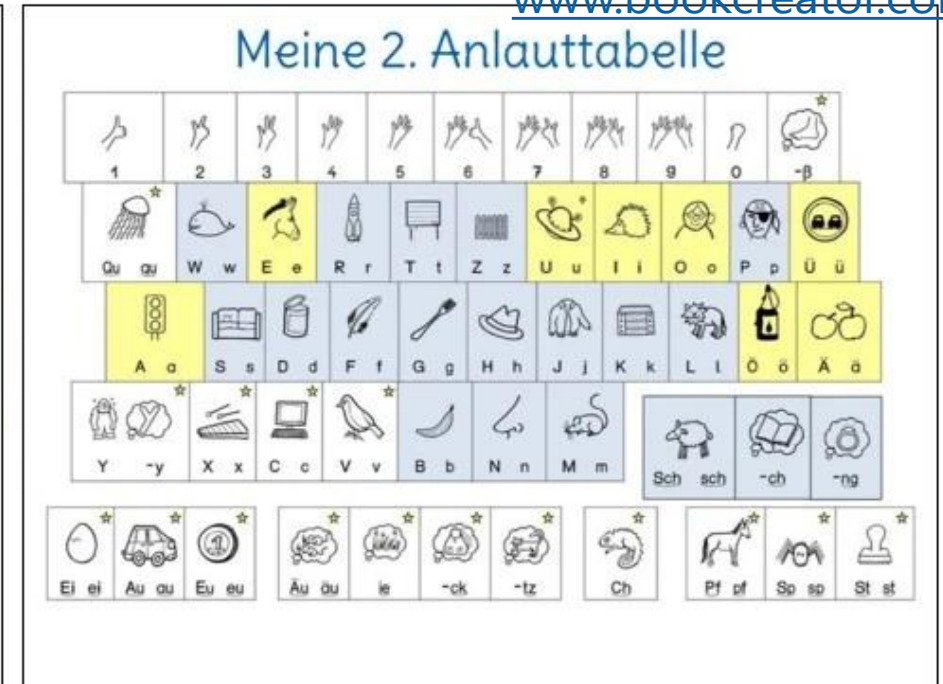 www.bookcreator.co
Meine 2. Anlauttabelle
1 2 3 4 5 6 7 8 9 0 -ß
Qu qu W w E e R r T t Z z U u I i O o P p Ü ü
A a S s D d F f G g H h J j K k L l Ö ö Ä ä
Y -y X x C c V v B b N n M m Sch sch -ch -ng
Ei ei Au au Eu eu Äu äu ie -ck -tz Ch Pf pf Sp sp St st